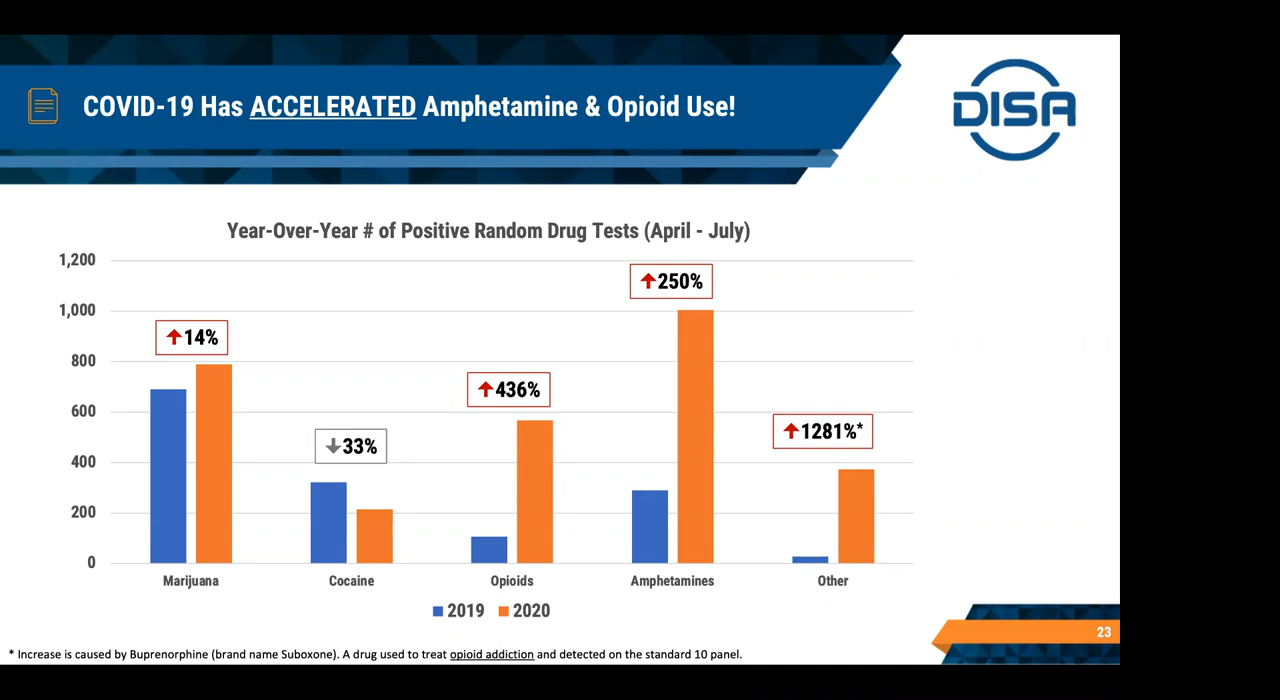 COVID-19 Has ACCELERATED Amphetamine & Opioid Use!
DISA
Year-Over-Year # of Positive Random Drug Tests (April - July)
1,200
1,000
800
600
400
200
0
↑14%
↓33%
↑436%
↑250%
↑1281%*
Marijuana
Cocaine
Opioids
Amphetamines
Other
2019 2020
23
* Increase is caused by Buprenorphine (brand name Suboxone). A drug used to treat opioid addiction and detected on the standard 10 panel.